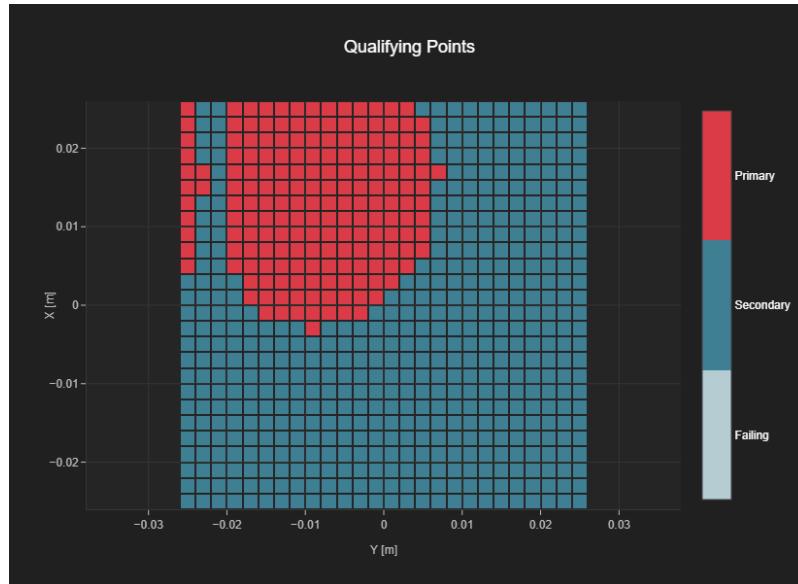 Qualifying Points
0.02
0.01
0
−0.01
−0.02
X [m]
−0.03
−0.02
−0.01
0
0.01
0.02
0.03
Y [m]
Primary
Secondary
Failing